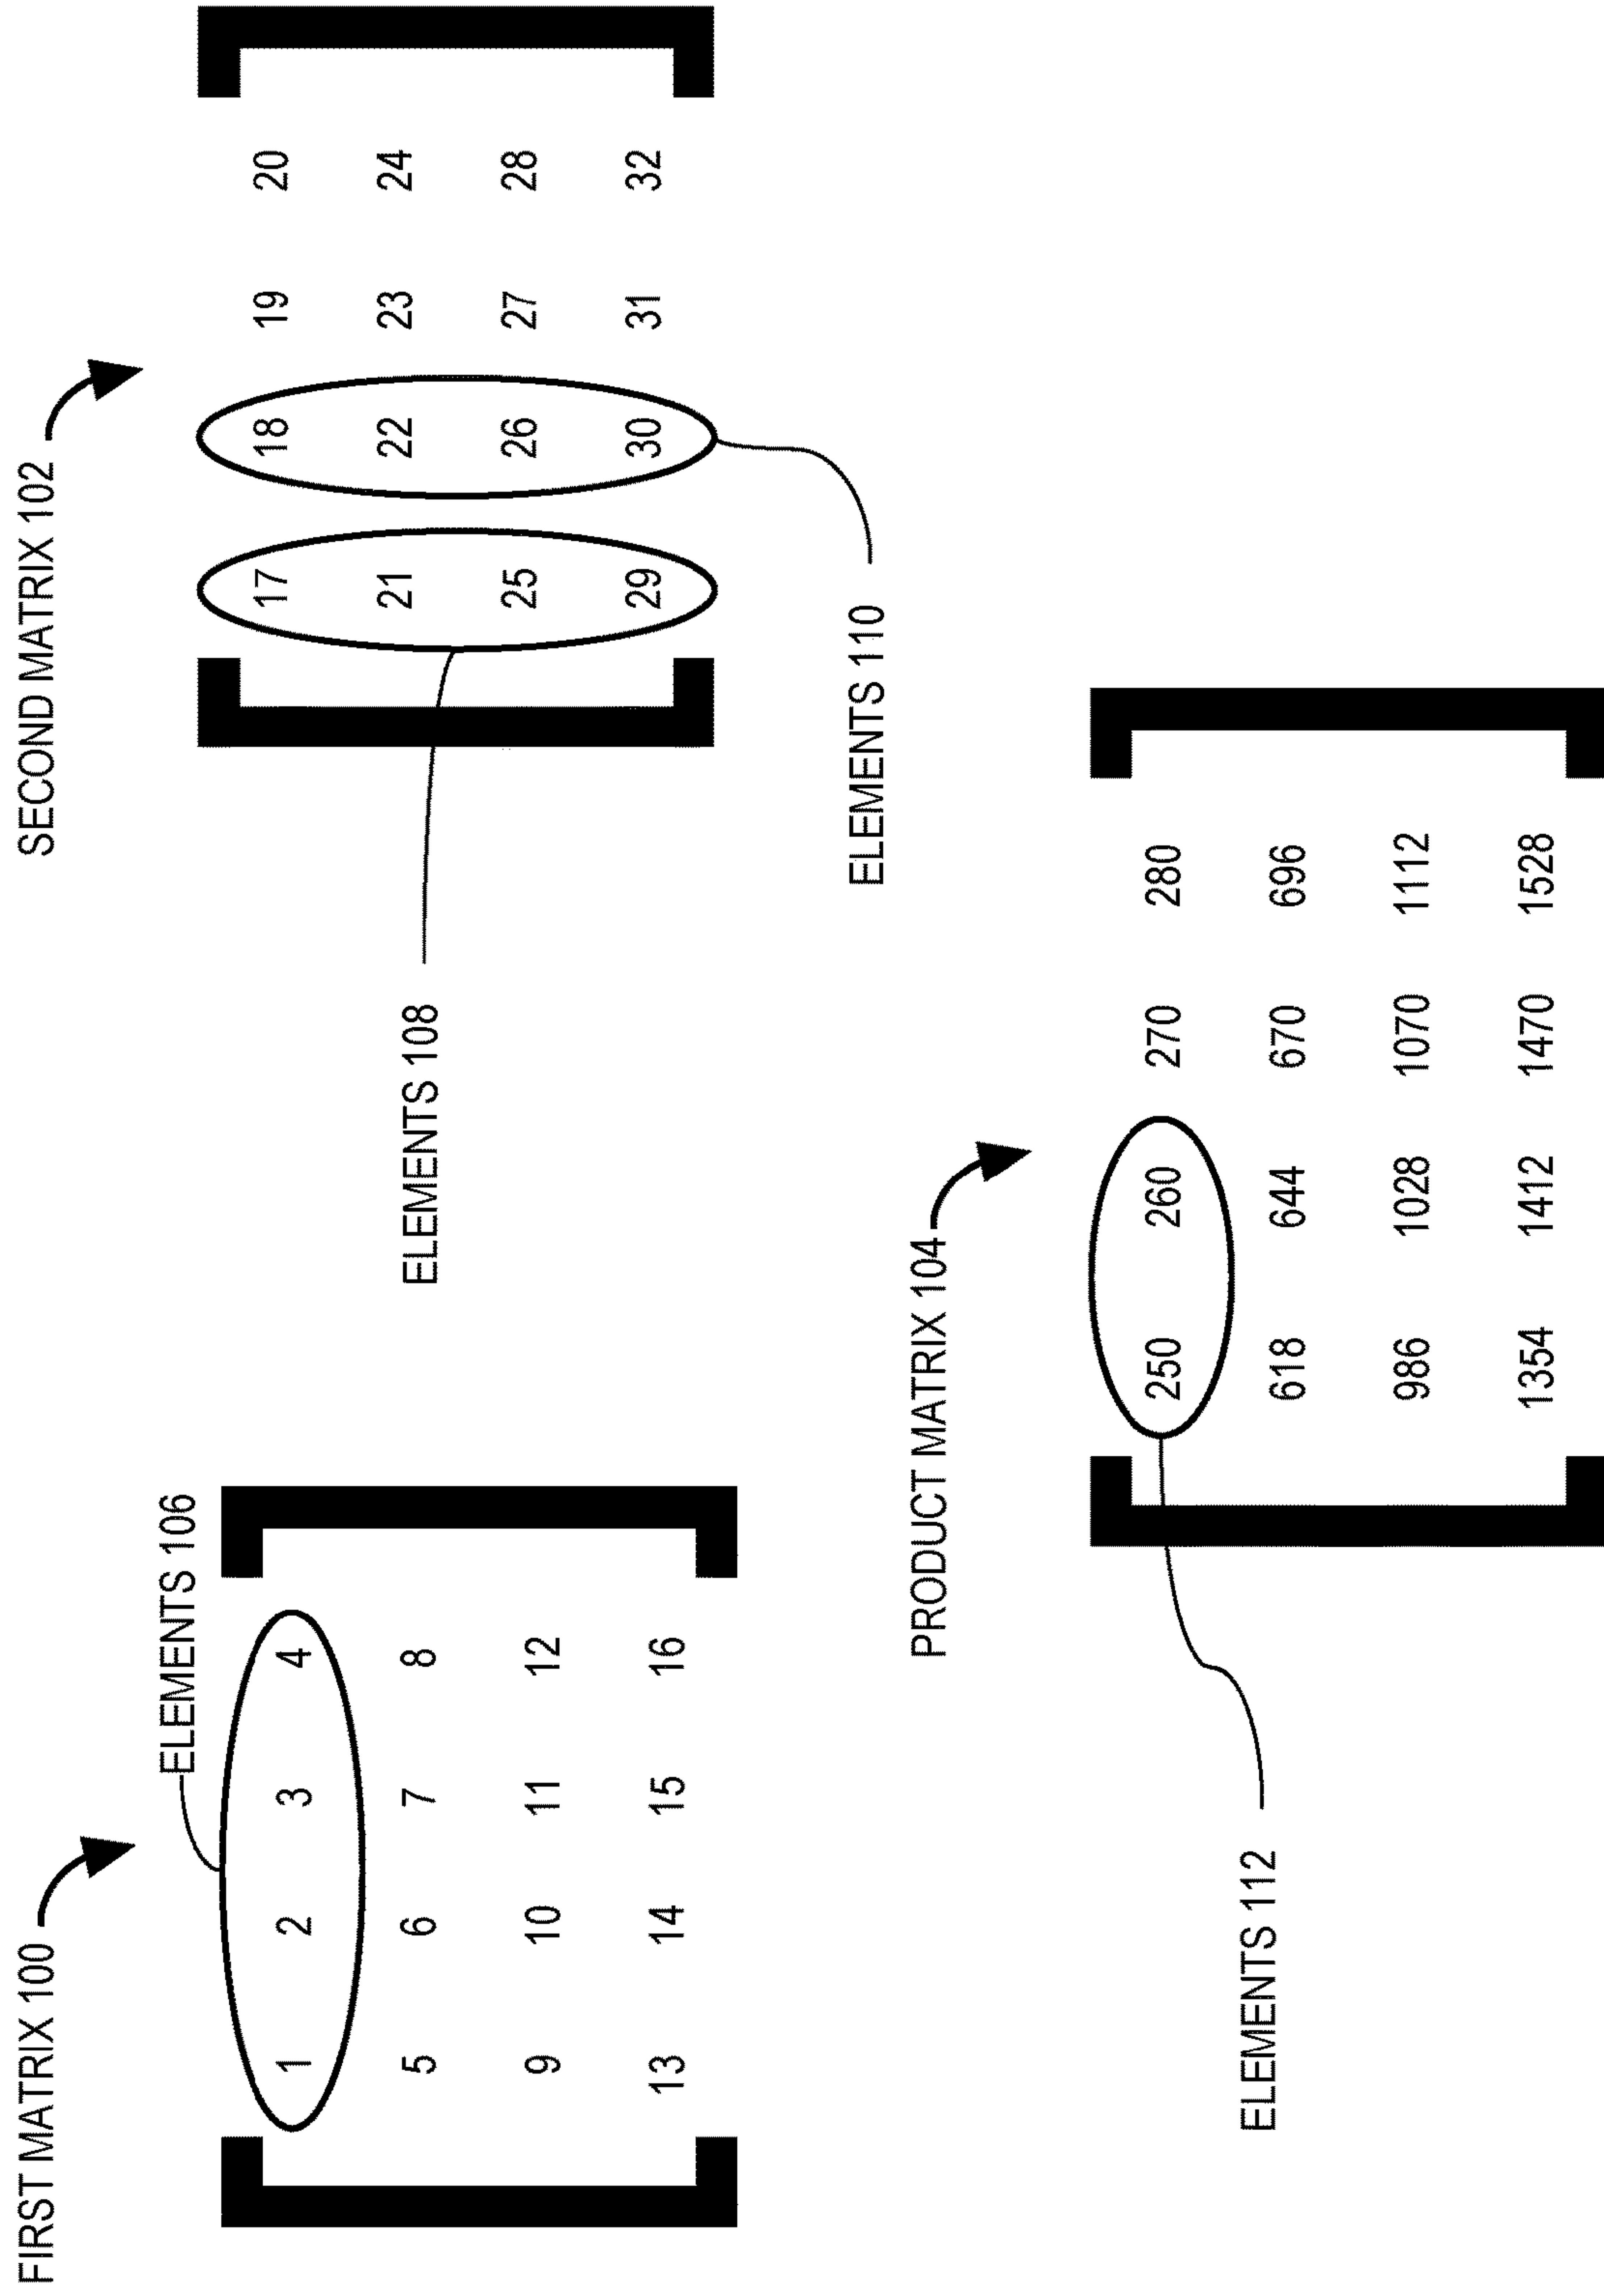 FIRST MATRIX 100
ELEMENTS 106
1 2 3 4
5 6 7 8
9 10 11 12
13 14 15 16
SECOND MATRIX 102
17 18 19 20
21 22 23 24
25 26 27 28
29 30 31 32
ELEMENTS 108
ELEMENTS 110
PRODUCT MATRIX 104
250 260 270 280
618 644 670 696
986 1028 1070 1112
1354 1412 1470 1528
ELEMENTS 112